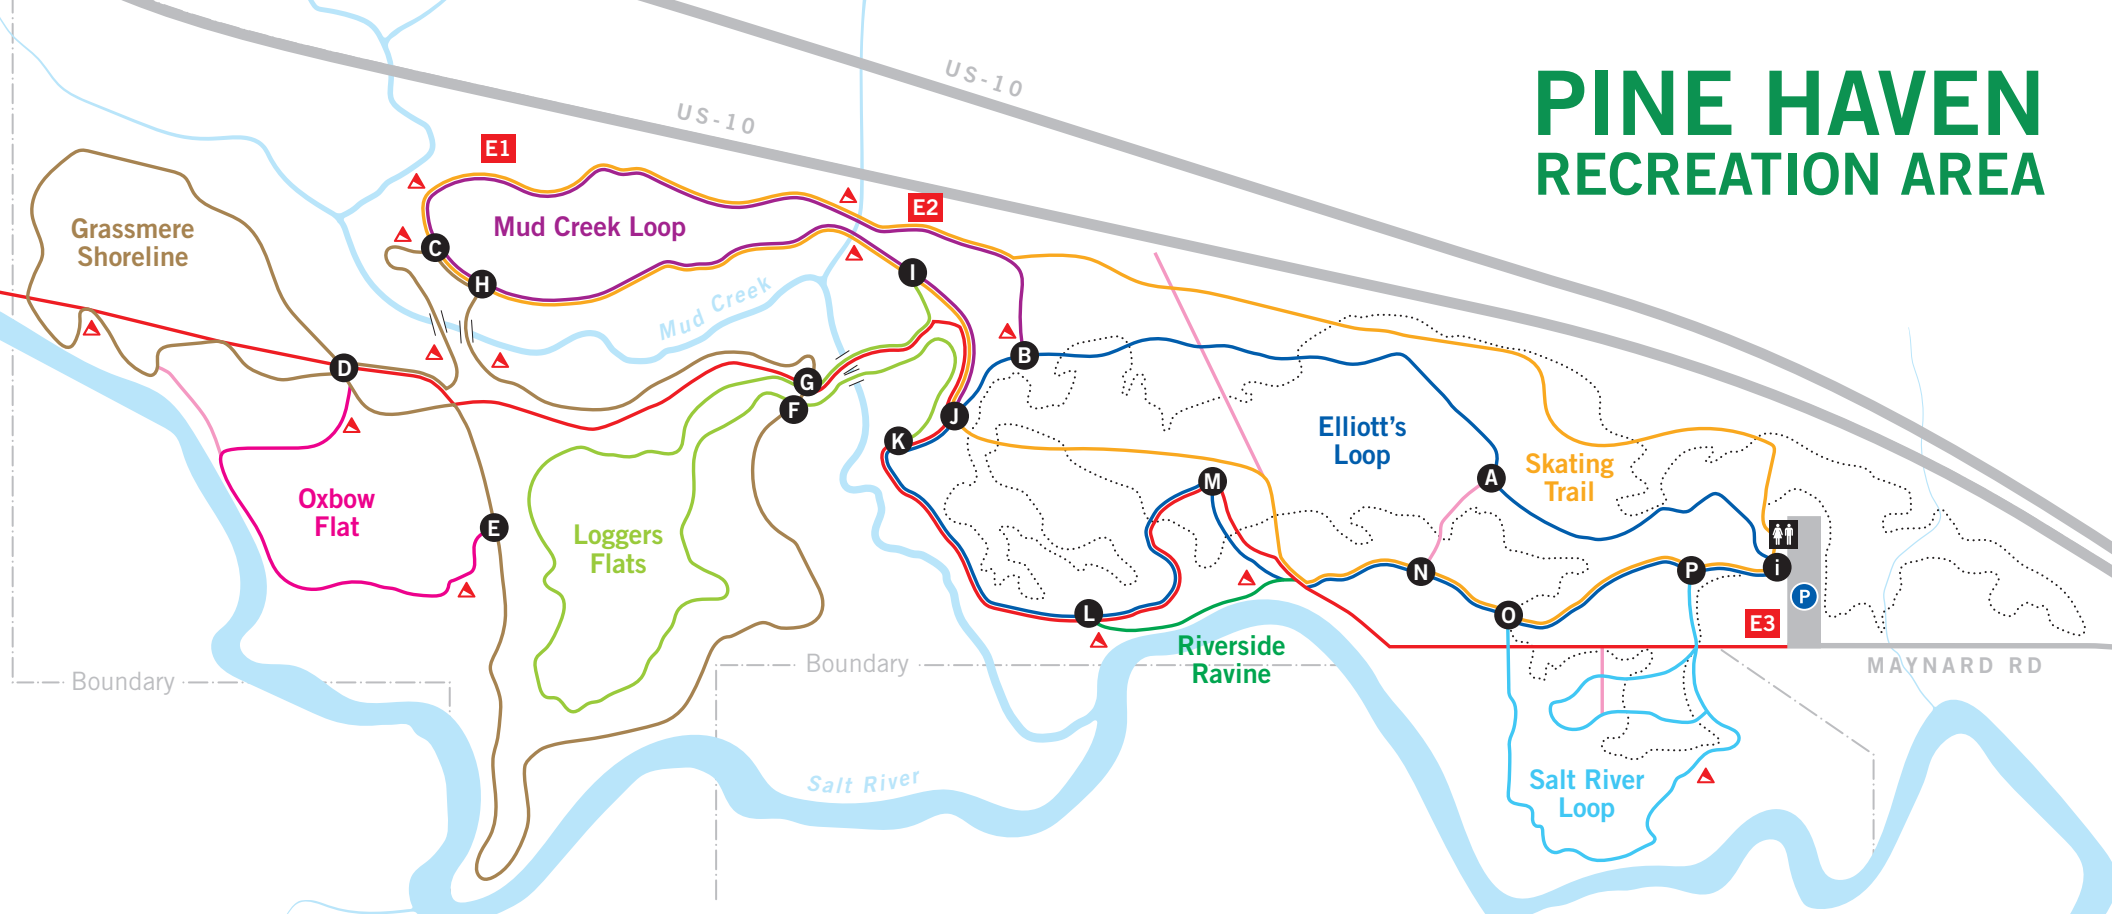 US-10
US-10
PINE HAVEN
RECREATION AREA
E1
E2
Grassmere
Shoreline
Mud Creek Loop
C
H
I
Mud Creek
B
D
G
F
J
K
Elliott's
Loop
Skating
Trail
A
M
Oxbow
Flat
E
Loggers
Flats
N
P
i
P
L
O
E3
Riverside
Ravine
Boundary
Boundary
MAYNARD RD
Salt River
Salt River
Loop